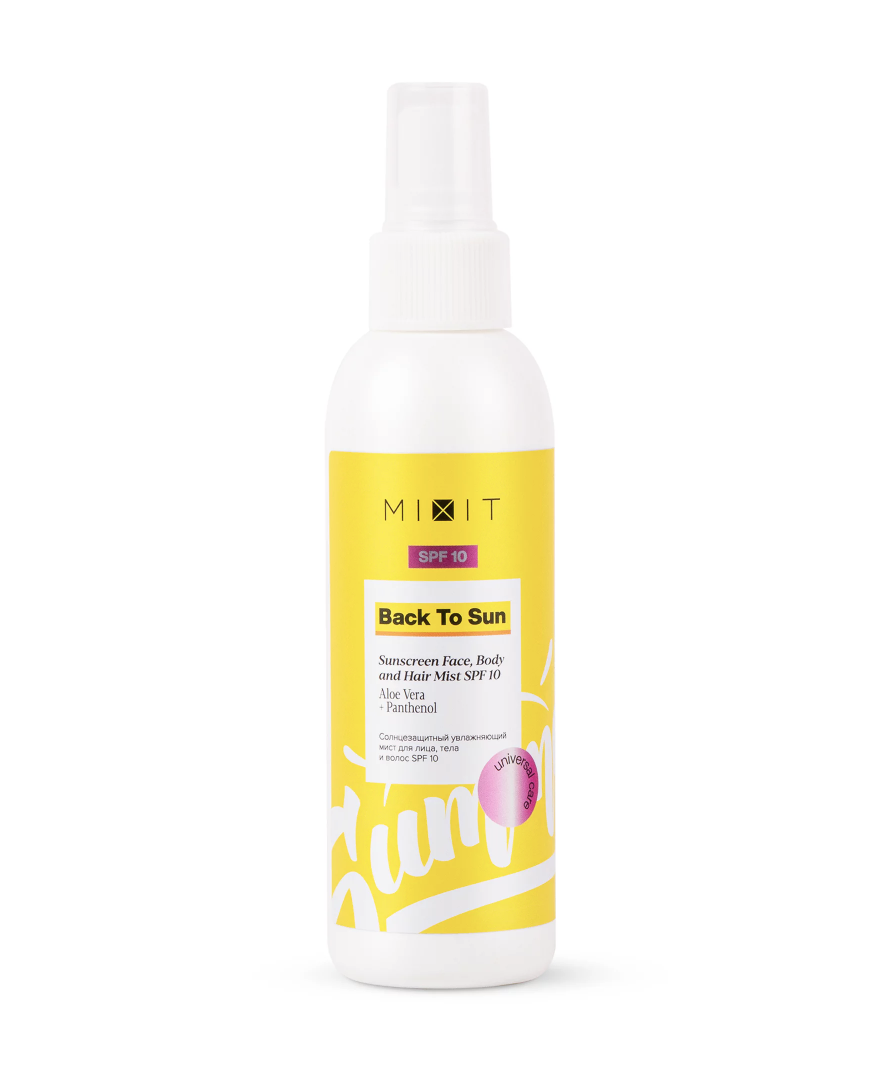 MIXIT
SPF 10
Back To Sun
Sunscreen Face, Body
and Hair Mist SPF 10
Aloe Vera
+ Panthenol
Солнцезащитный увлажняющий
мист для лица, тела
и волос SPF 10
universal care